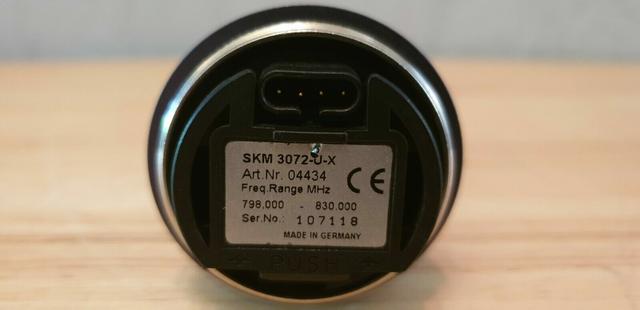 SKM 3072-U-X
Art.Nr. 04434
Freq.Range MHz
CE
798,000 - 830,000
Ser.No.: 107118
MADE IN GERMANY
PUSH